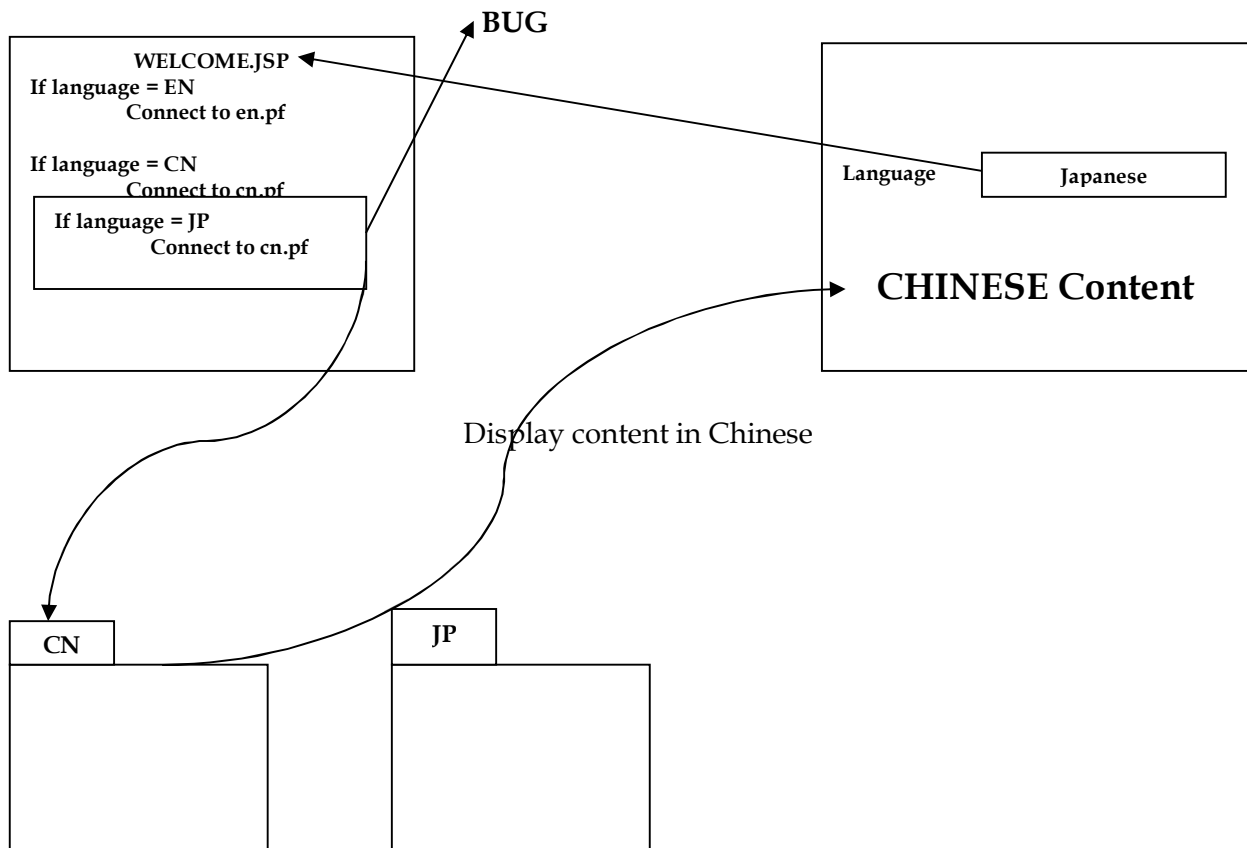 BUG
WELCOME.JSP
If language = EN
Connect to en.pf
If language = CN
Connect to cn.pf
If language = JP
Connect to cn.pf
Language
Japanese
CHINESE Content
Display content in Chinese
CN
JP